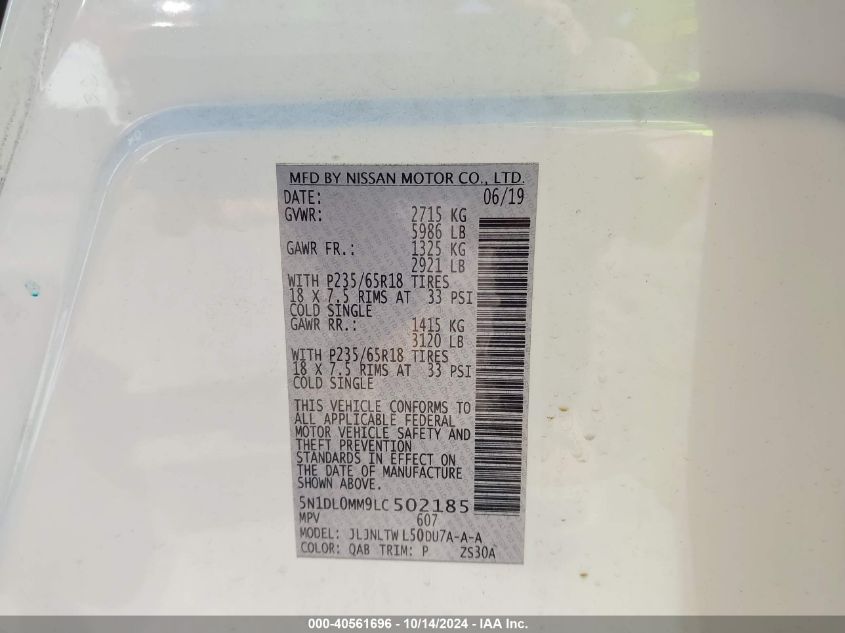 MFD BY NISSAN MOTOR CO., LTD.
DATE: 06/19
GVWR: 2715 KG
5986 LB
GAWR FR.: 1325 KG
2921 LB
WITH P235/65R18 TIRES
18 X 7.5 RIMS AT 33 PSI
COLD SINGLE
GAWR RR.: 1415 KG
3120 LB
WITH P235/65R18 TIRES
18 X 7.5 RIMS AT 33 PSI
COLD SINGLE
THIS VEHICLE CONFORMS TO
ALL APPLICABLE FEDERAL
MOTOR VEHICLE SAFETY AND
THEFT PREVENTION
STANDARDS IN EFFECT ON
THE DATE OF MANUFACTURE
SHOWN ABOVE.
5N1DL0MM9LC502185
MPV 607
MODEL: JLJNLTW L50DU7A-A-A
COLOR: QAB TRIM: P ZS30A
000-40561696 - 10/14/2024 - IAA Inc.